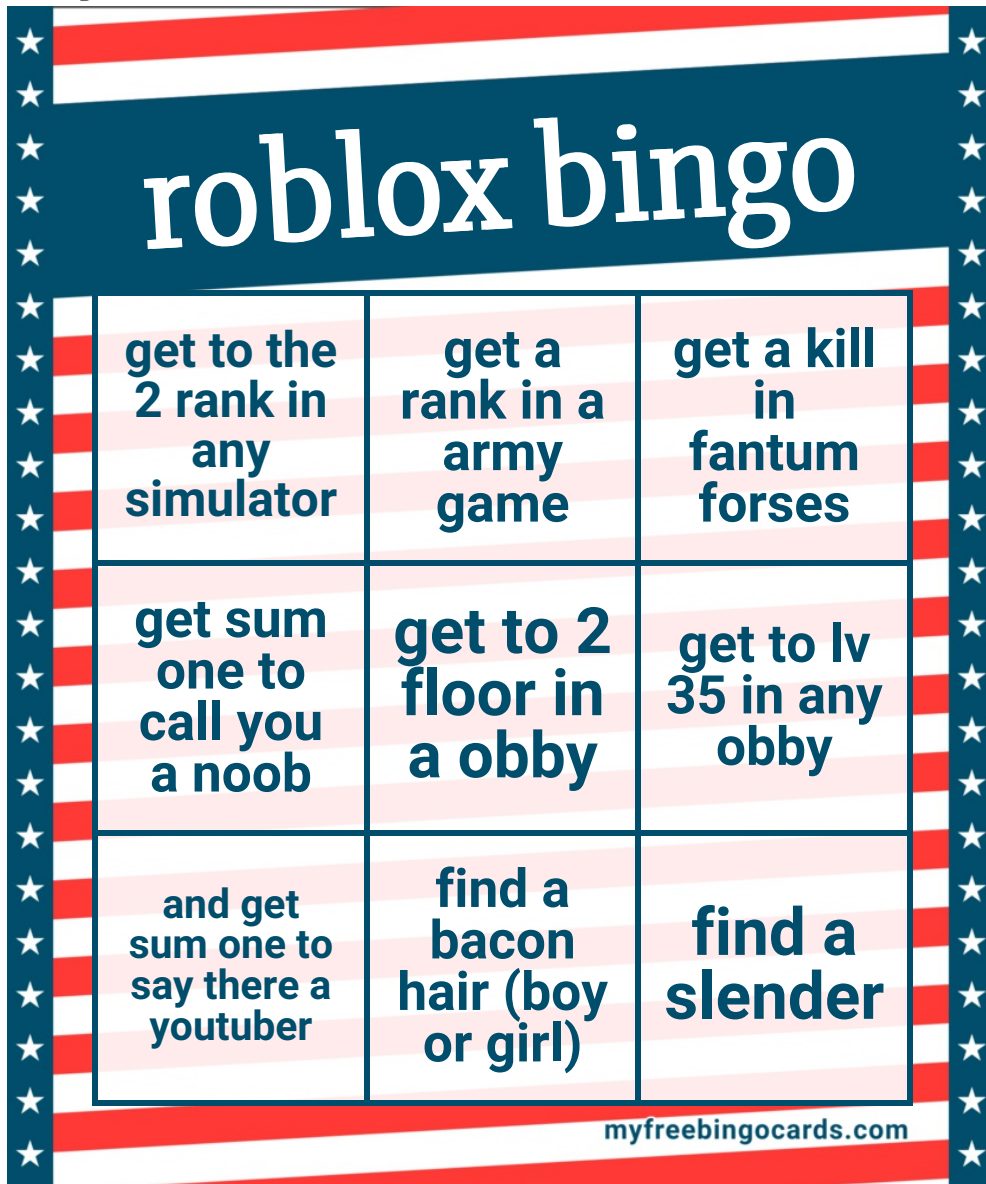 roblox bingo
get to the
2 rank in
any
simulator
get a
rank in a
army
game
get a kill
in
fantum
forses
get sum
one to
call you
a noob
get to 2
floor in
a obby
get to lv
35 in any
obby
and get
sum one to
say there a
youtuber
find a
bacon
hair (boy
or girl)
find a
slender
myfreebingocards.com